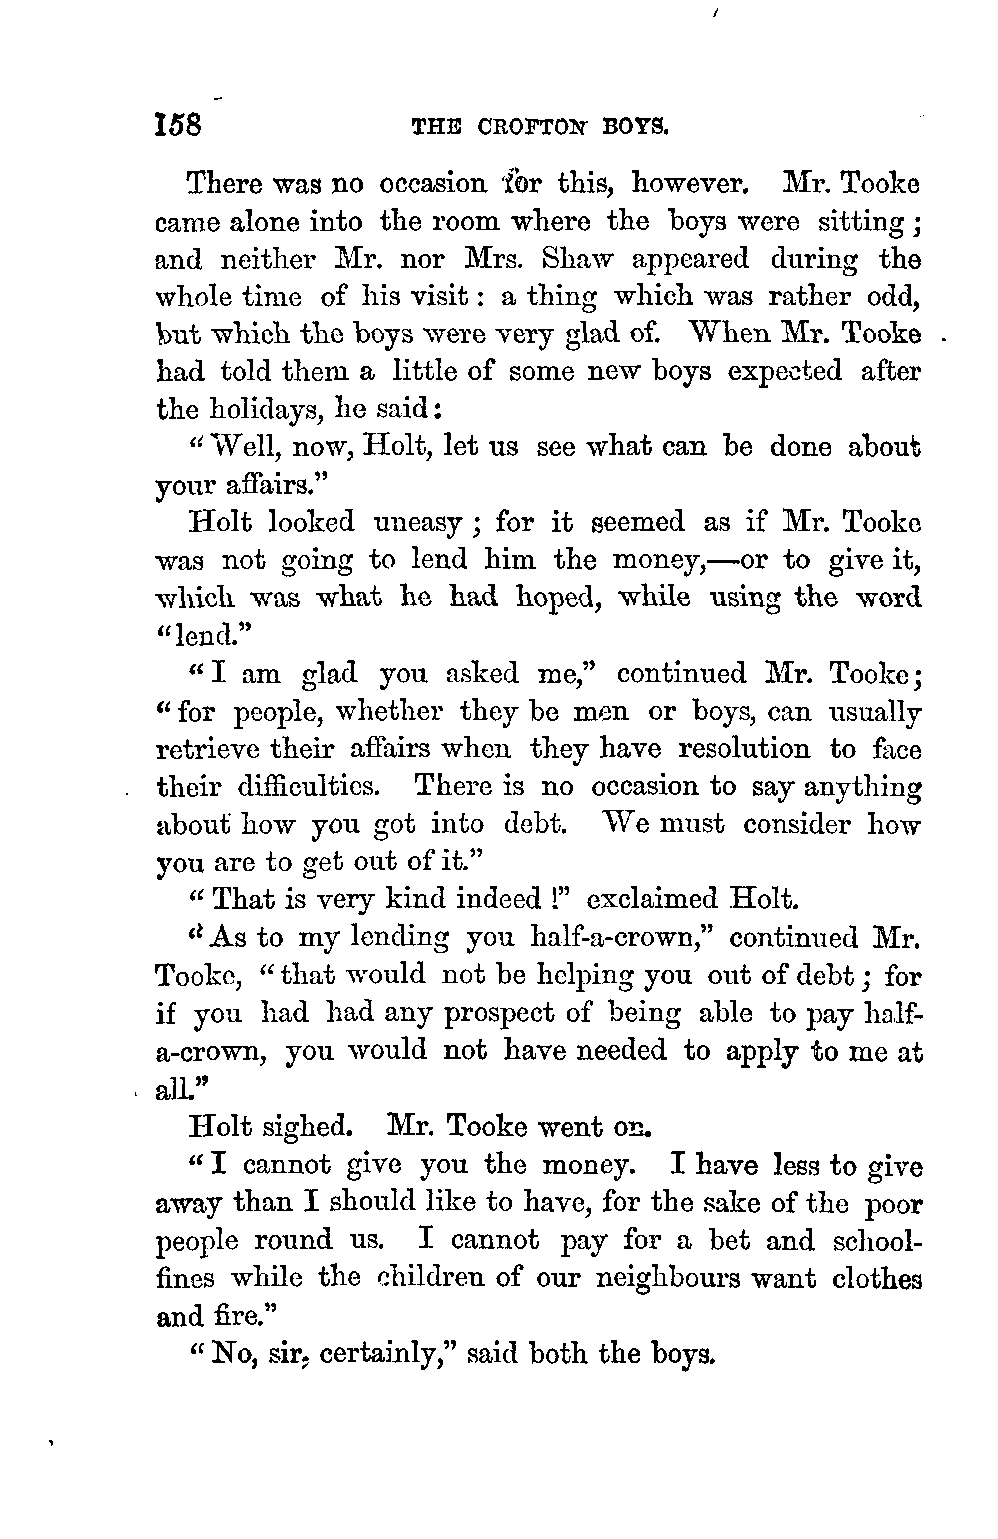 158 THE CROFTON BOYS.
There was no occasion for this, however. Mr. Tooke
came alone into the room where the boys were sitting ;
and neither Mr. nor Mrs. Shaw appeared during the
whole time of his visit : a thing which was rather odd,
but which the boys were very glad of. When Mr. Tooke
had told them a little of some new boys expected after
the holidays, he said :
“ Well, now, Holt, let us see what can be done about
your affairs.”
Holt looked uneasy ; for it seemed as if Mr. Tooke
was not going to lend him the money,—or to give it,
which was what he had hoped, while using the word
“lend.”
“ I am glad you asked me,” continued Mr. Tooke;
“ for people, whether they be men or boys, can usually
retrieve their affairs when they have resolution to face
their difficulties. There is no occasion to say anything
about how you got into debt. We must consider how
you are to get out of it.”
“ That is very kind indeed !” exclaimed Holt.
“ As to my lending you half-a-crown,” continued Mr.
Tooke, “ that would not be helping you out of debt ; for
if you had had any prospect of being able to pay half-
a-crown, you would not have needed to apply to me at
all.”
Holt sighed. Mr. Tooke went on.
“ I cannot give you the money. I have less to give
away than I should like to have, for the sake of the poor
people round us. I cannot pay for a bet and school-
fines while the children of our neighbours want clothes
and fire.”
“ No, sir, certainly,” said both the boys.